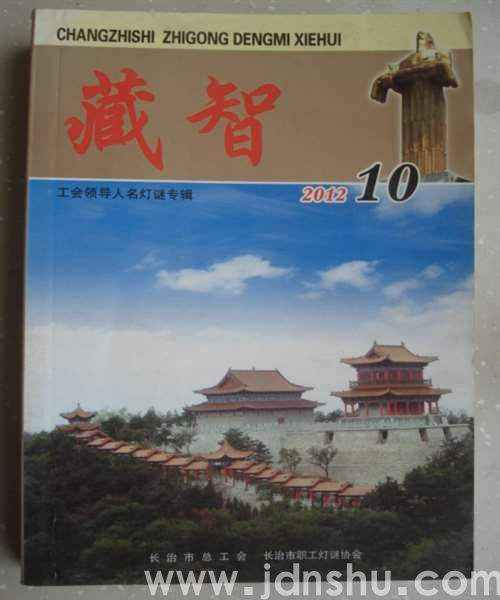 CHANGZHISHI ZHIGONG DENGMI XIEHUI
藏智
工会领导人名灯谜专辑
2012 10
长治市总工会 长治市职工灯谜协会
www.jdnshu.com